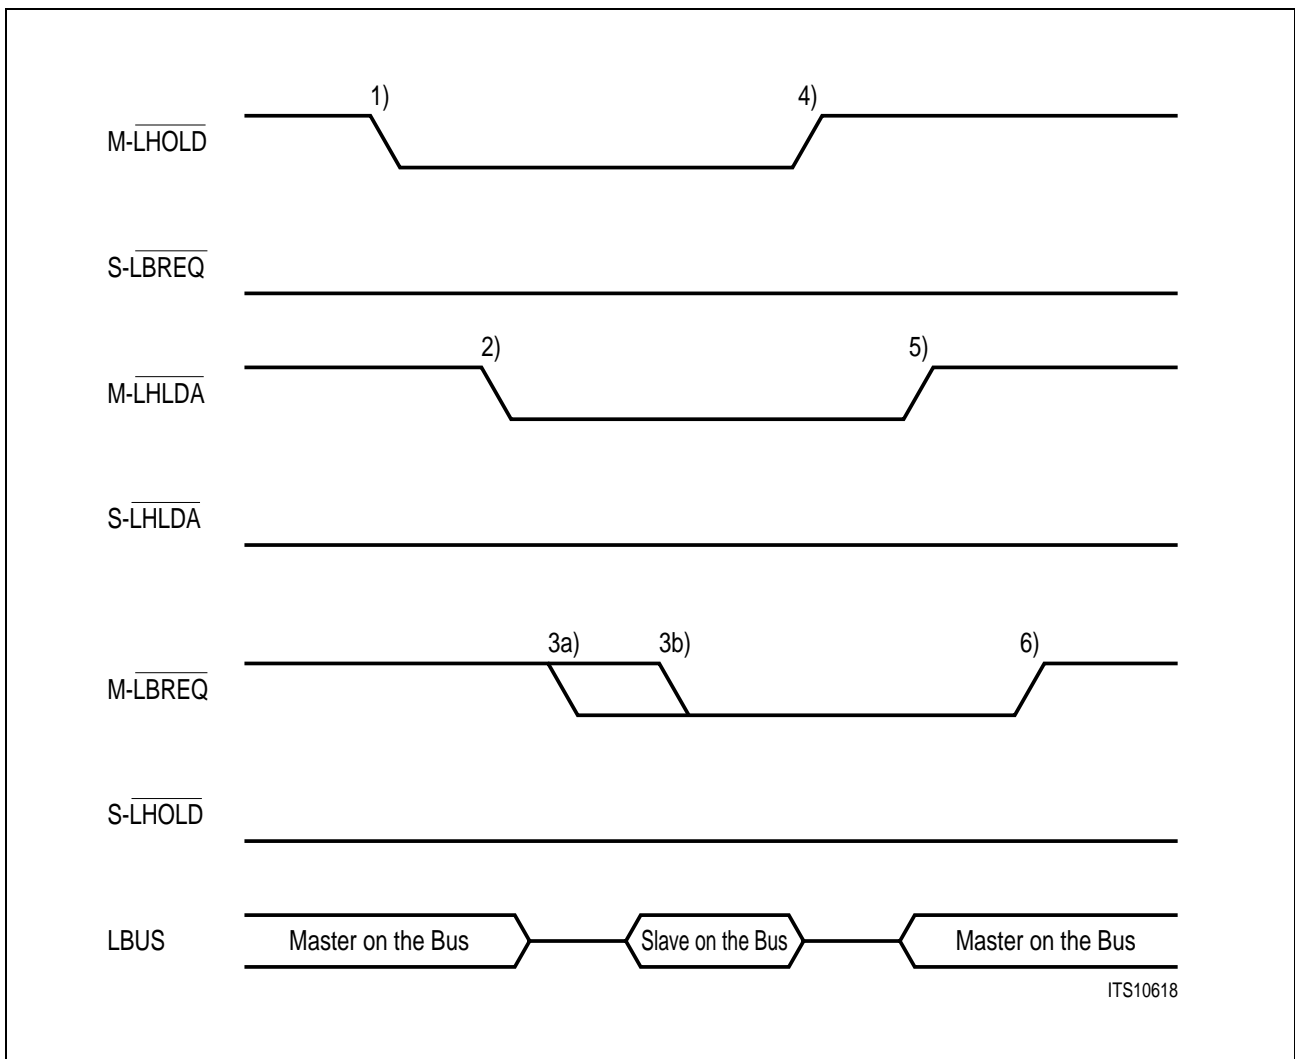 1) 4)
M-LHOLD
S-LBREQ
2) 5)
M-LHLDA
S-LHLDA
3a) 3b) 6)
M-LBREQ
S-LHOLD
LBUS Master on the Bus Slave on the Bus Master on the Bus
ITS10618